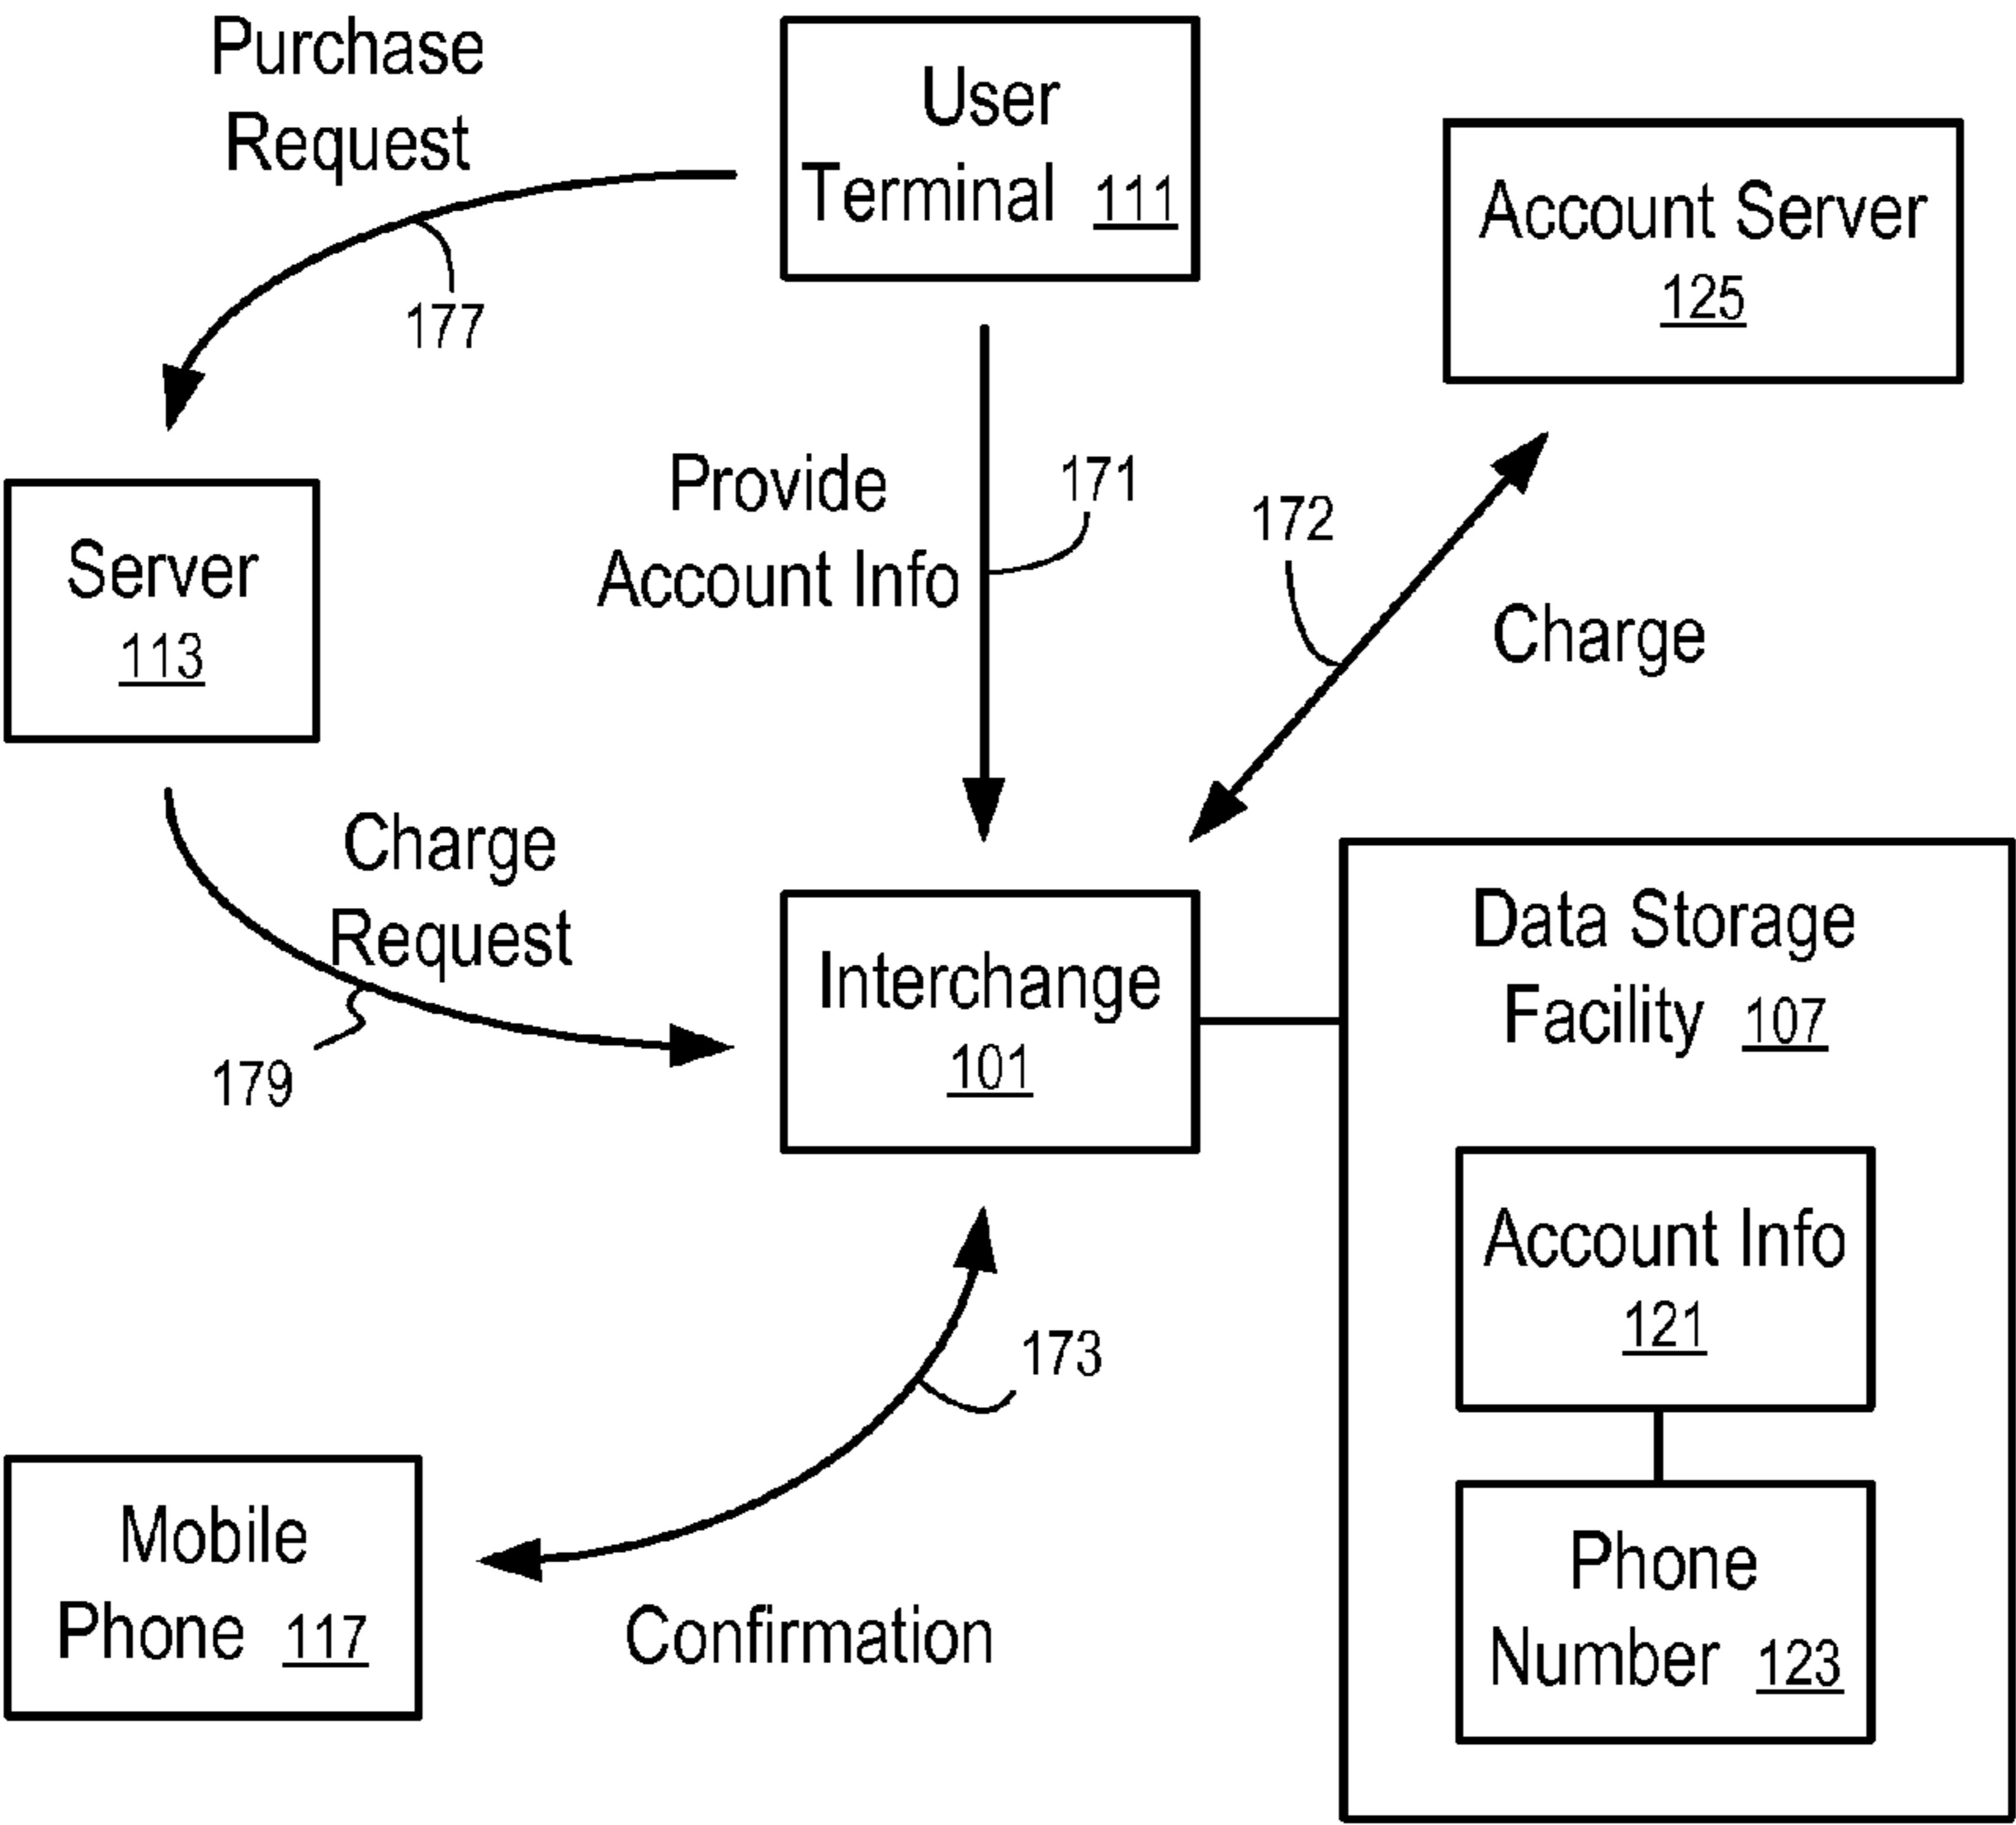 Purchase
Request
177
User
Terminal 111
Account Server
125
Server
113
Provide
Account Info
171
172
Charge
Charge
Request
179
Interchange
101
Data Storage
Facility 107
Account Info
121
Phone
Number 123
173
Mobile
Phone 117
Confirmation